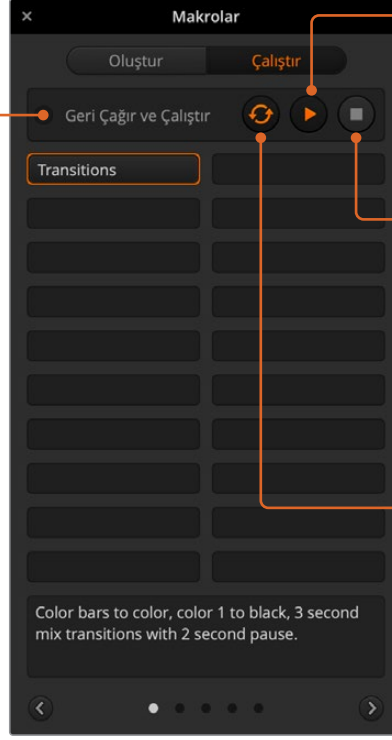 Makrolar
Oluştur Çalıştır
Geri Çağır ve Çalıştır
Transitions
Color bars to color, color 1 to black, 3 second
mix transitions with 2 second pause.